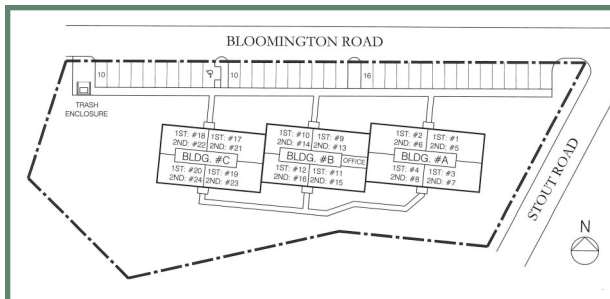 BLOOMINGTON ROAD
10
10
16
TRASH
ENCLOSURE
1ST: #18
1ST: #17
2ND: #22
2ND: #21
BLDG. #C
1ST: #20
1ST: #19
2ND: #24
2ND: #23
1ST: #10
1ST: #9
2ND: #14
2ND: #13
BLDG. #B
OFFICE
1ST: #12
1ST: #11
2ND: #16
2ND: #15
1ST: #2
1ST: #1
2ND: #6
2ND: #5
BLDG. #A
1ST: #4
1ST: #3
2ND: #8
2ND: #7
STOUT ROAD
N